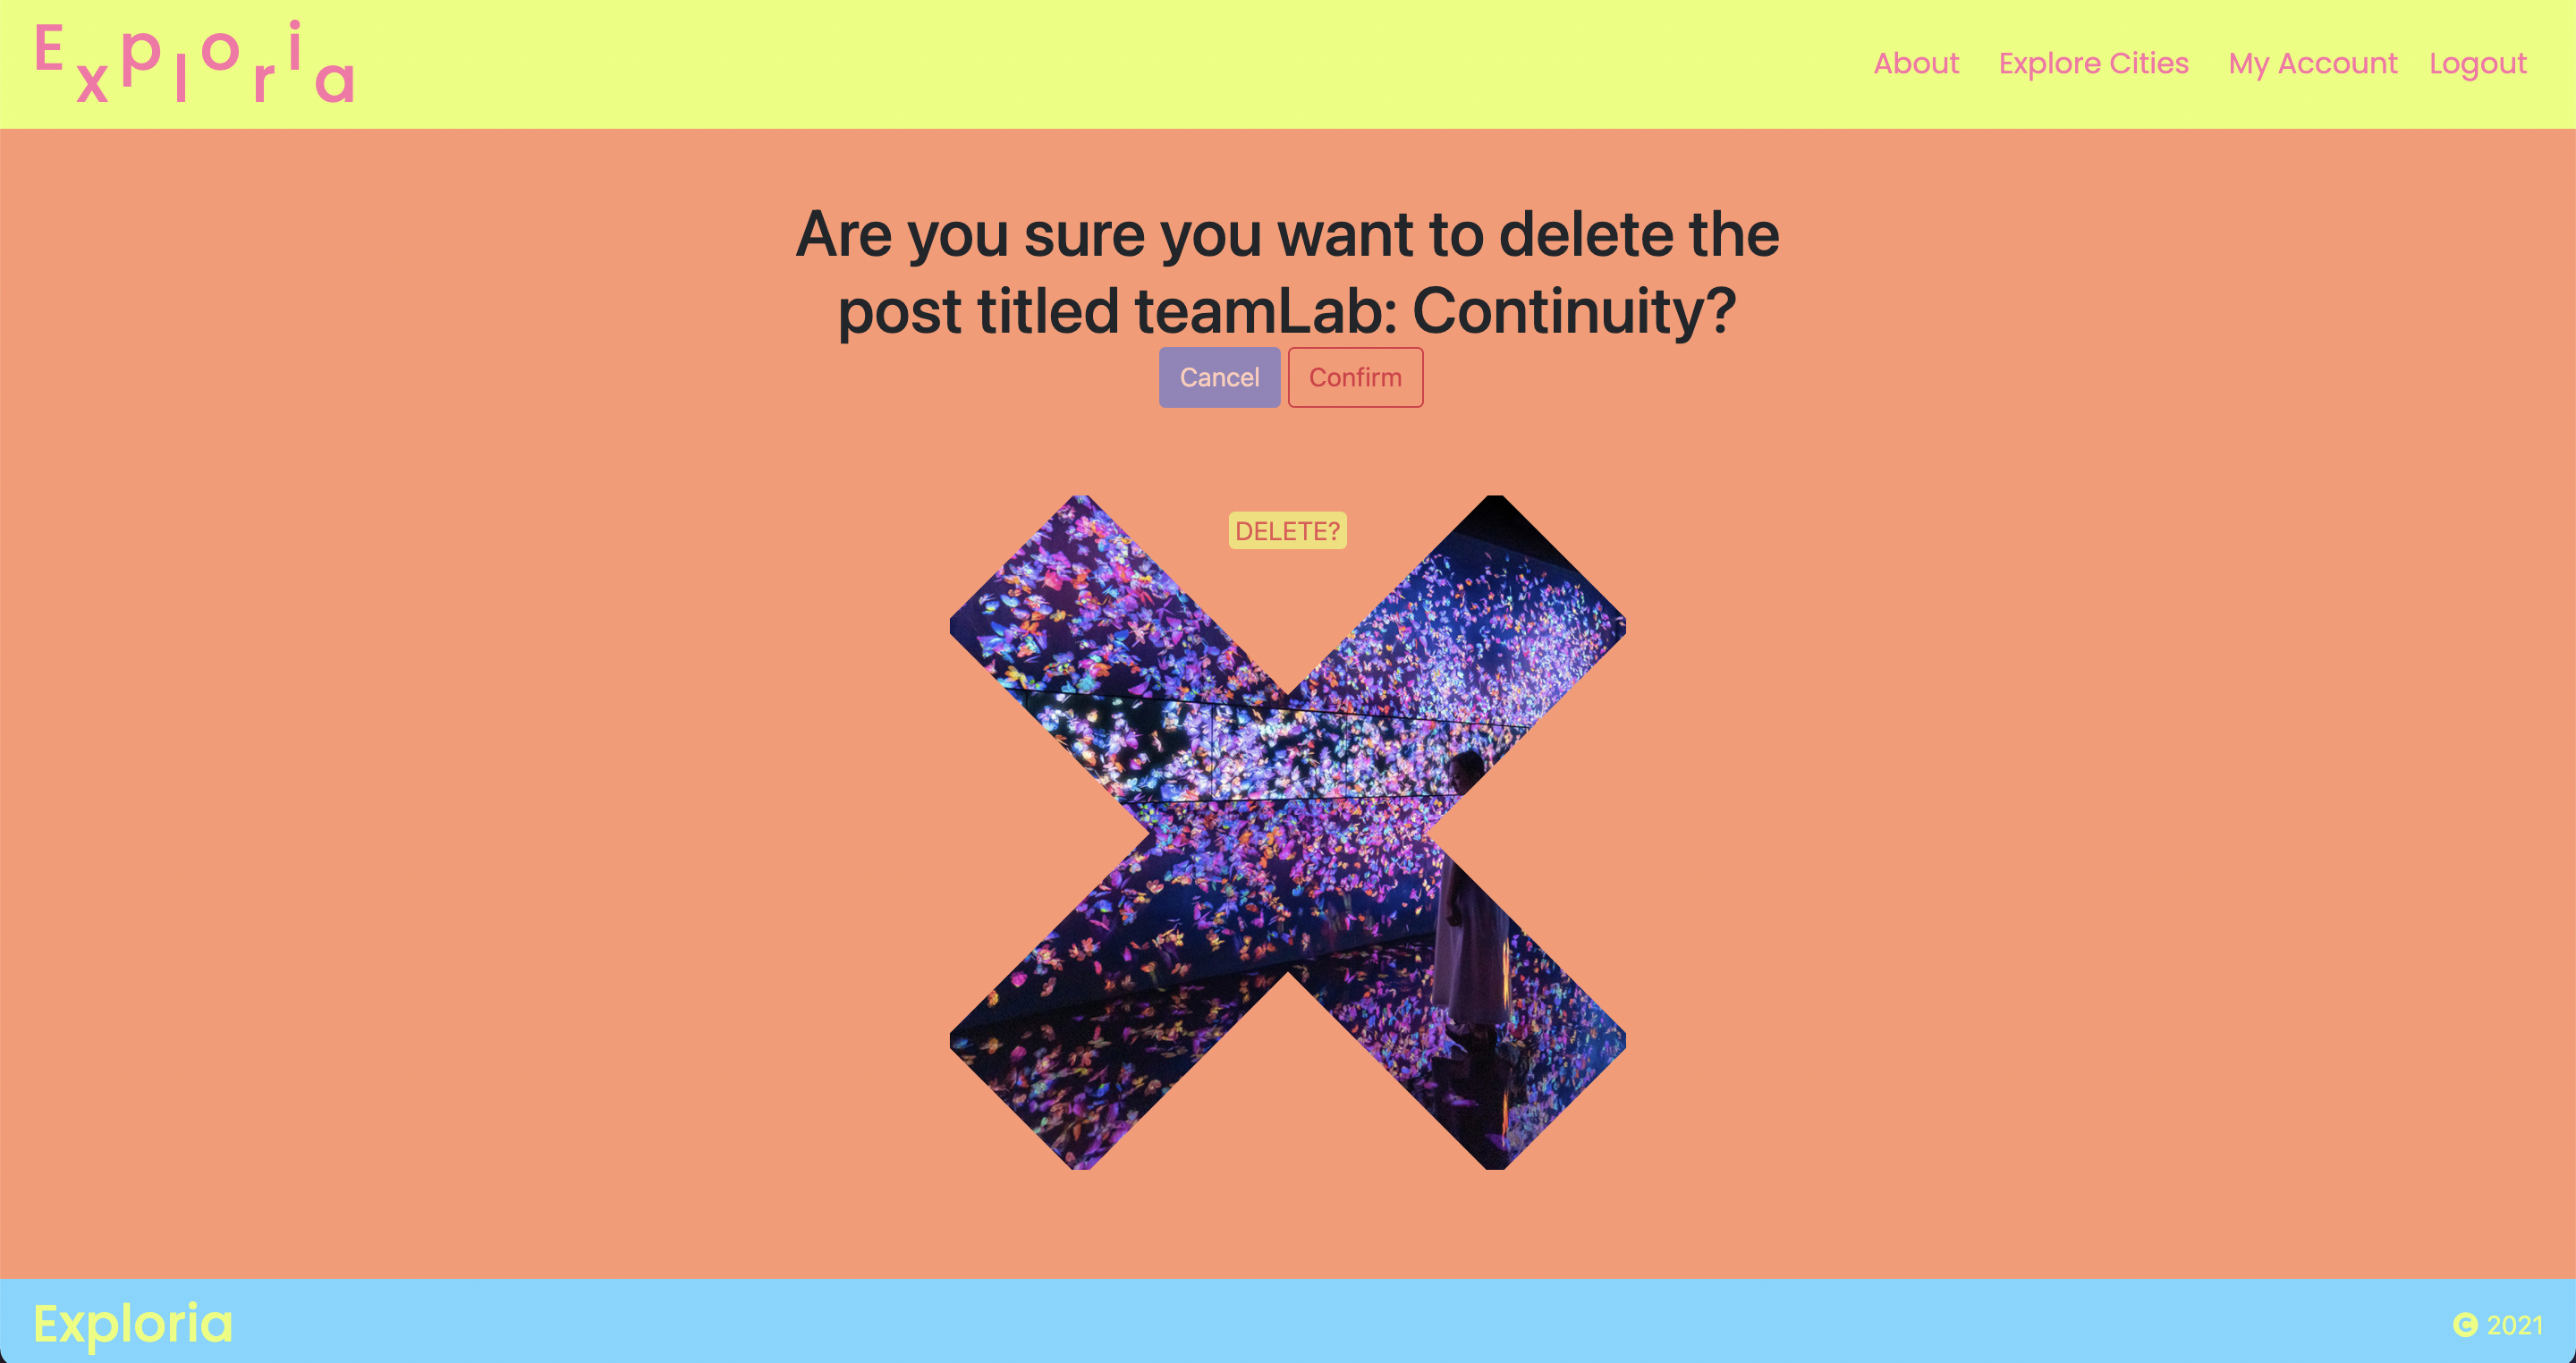 Exploria
About Explore Cities My Account Logout
Are you sure you want to delete the
post titled teamLab: Continuity?
Cancel Confirm
DELETE?
Exploria
© 2021